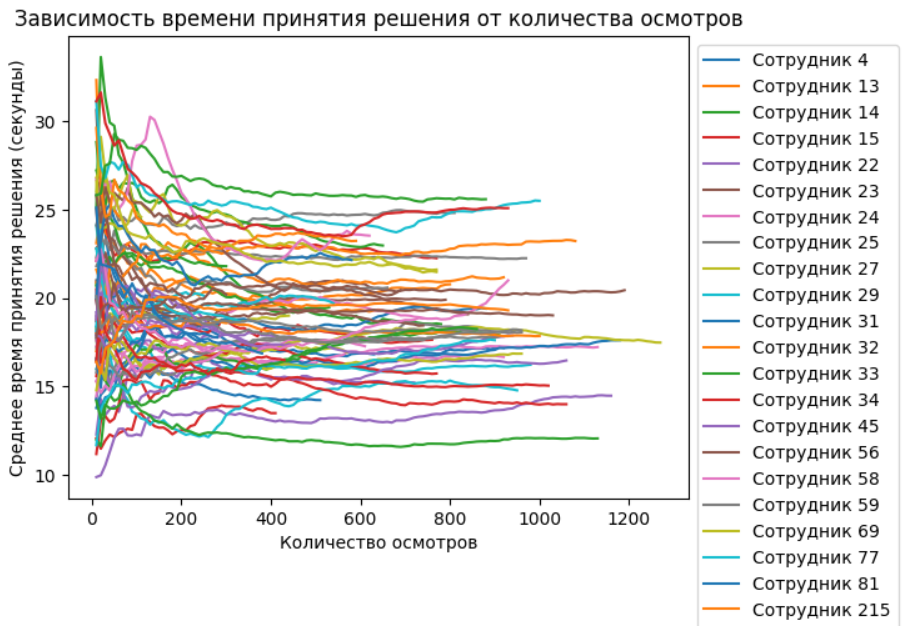 Зависимость времени принятия решения от количества осмотров
Среднее время принятия решения (секунды)
30
25
20
15
10
0 200 400 600 800 1000 1200
Количество осмотров
Сотрудник 4
Сотрудник 13
Сотрудник 14
Сотрудник 15
Сотрудник 22
Сотрудник 23
Сотрудник 24
Сотрудник 25
Сотрудник 27
Сотрудник 29
Сотрудник 31
Сотрудник 32
Сотрудник 33
Сотрудник 34
Сотрудник 45
Сотрудник 56
Сотрудник 58
Сотрудник 59
Сотрудник 69
Сотрудник 77
Сотрудник 81
Сотрудник 215